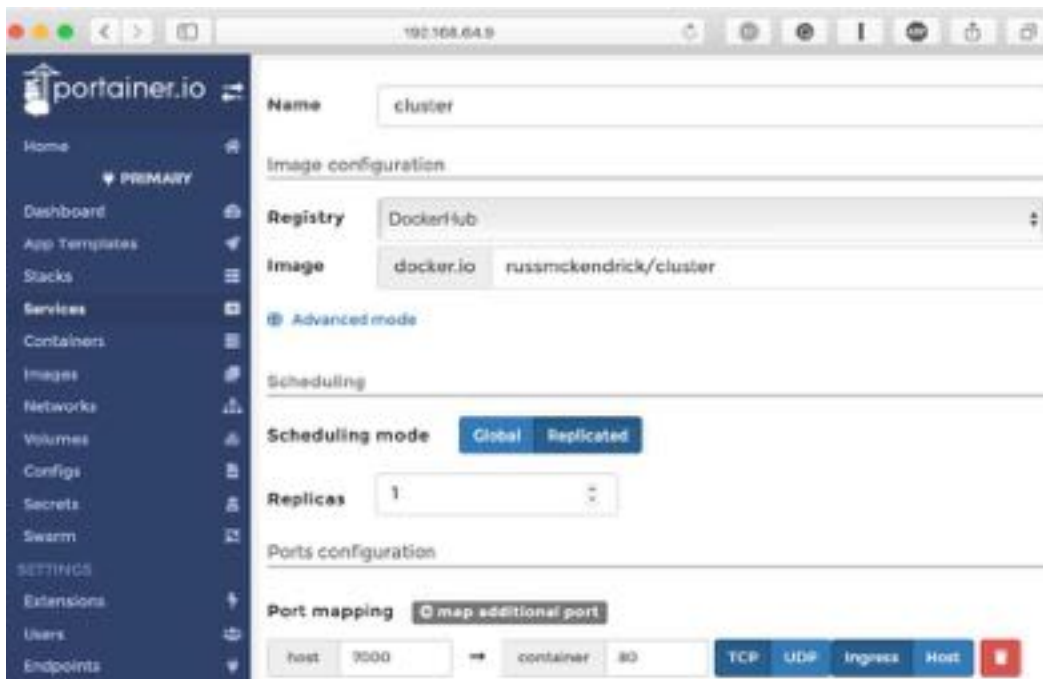 192.168.64.9
portainer.io
Home
PRIMARY
Dashboard
App Templates
Stacks
Services
Containers
Images
Networks
Volumes
Configs
Secrets
Swarm
SETTINGS
Extensions
Users
Endpoints
Name cluster
Image configuration
Registry DockerHub
Image docker.io russmckendrick/cluster
Advanced mode
Scheduling
Scheduling mode Global Replicated
Replicas 1
Ports configuration
Port mapping map additional port
host 7000 → container 80 TCP UDP Ingress Host